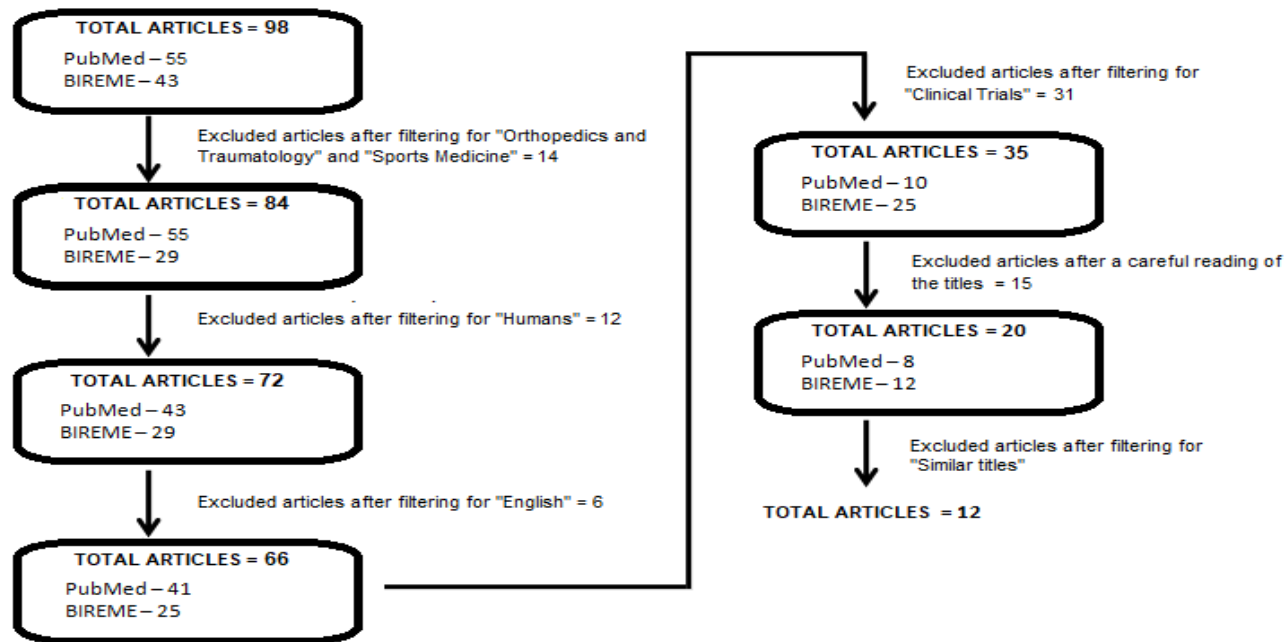 TOTAL ARTICLES = 98
PubMed – 55
BIREME – 43
Excluded articles after filtering for "Orthopedics and
Traumatology" and "Sports Medicine" = 14
TOTAL ARTICLES = 84
PubMed – 55
BIREME – 29
Excluded articles after filtering for "Humans" = 12
TOTAL ARTICLES = 72
PubMed – 43
BIREME – 29
Excluded articles after filtering for "English" = 6
TOTAL ARTICLES = 66
PubMed – 41
BIREME – 25
Excluded articles after filtering for
"Clinical Trials" = 31
TOTAL ARTICLES = 35
PubMed – 10
BIREME – 25
Excluded articles after a careful reading of
the titles = 15
TOTAL ARTICLES = 20
PubMed – 8
BIREME – 12
Excluded articles after filtering for
"Similar titles"
TOTAL ARTICLES = 12